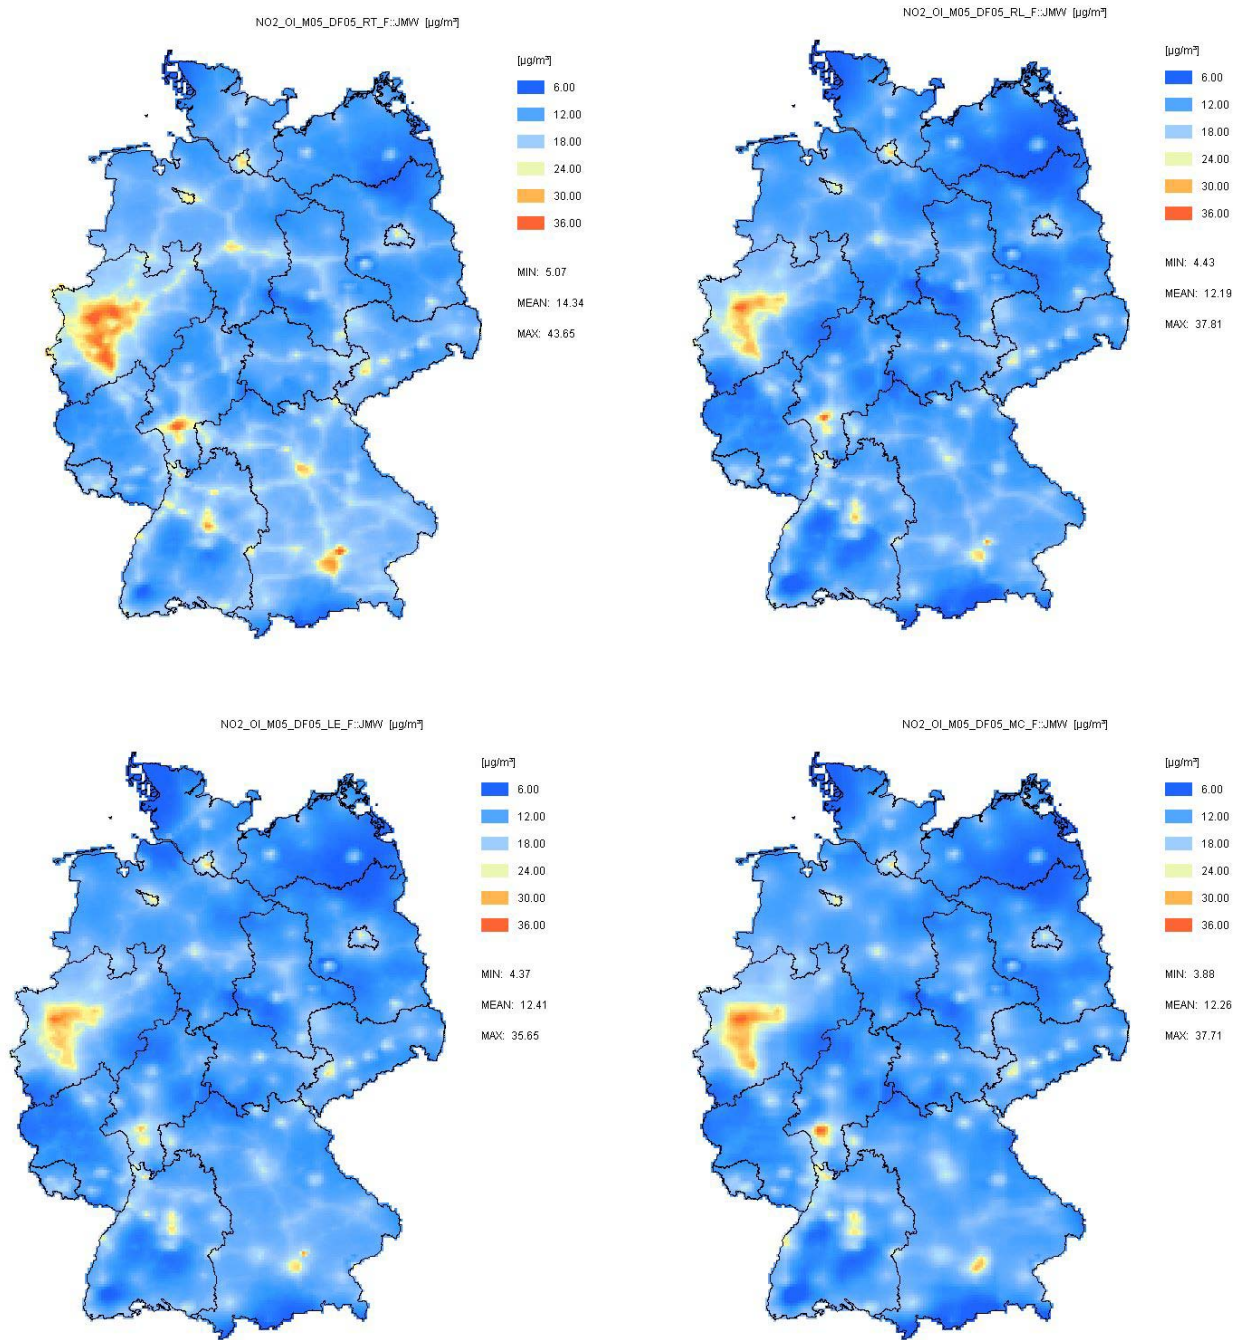 NO2_OI_M05_DF05_RT_F::JMW [µg/m³]
[µg/m³]
6.00
12.00
18.00
24.00
30.00
36.00
MIN: 5.07
MEAN: 14.34
MAX: 43.65
NO2_OI_M05_DF05_RL_F::JMW [µg/m³]
[µg/m³]
6.00
12.00
18.00
24.00
30.00
36.00
MIN: 4.43
MEAN: 12.19
MAX: 37.81
NO2_OI_M05_DF05_LE_F::JMW [µg/m³]
[µg/m³]
6.00
12.00
18.00
24.00
30.00
36.00
MIN: 4.37
MEAN: 12.41
MAX: 35.65
NO2_OI_M05_DF05_MC_F::JMW [µg/m³]
[µg/m³]
6.00
12.00
18.00
24.00
30.00
36.00
MIN: 3.88
MEAN: 12.26
MAX: 37.71